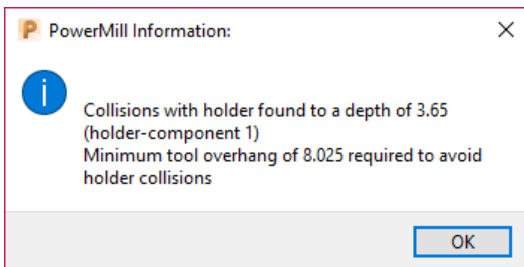 PowerMill Information:
Collisions with holder found to a depth of 3.65
(holder-component 1)
Minimum tool overhang of 8.025 required to avoid
holder collisions
OK